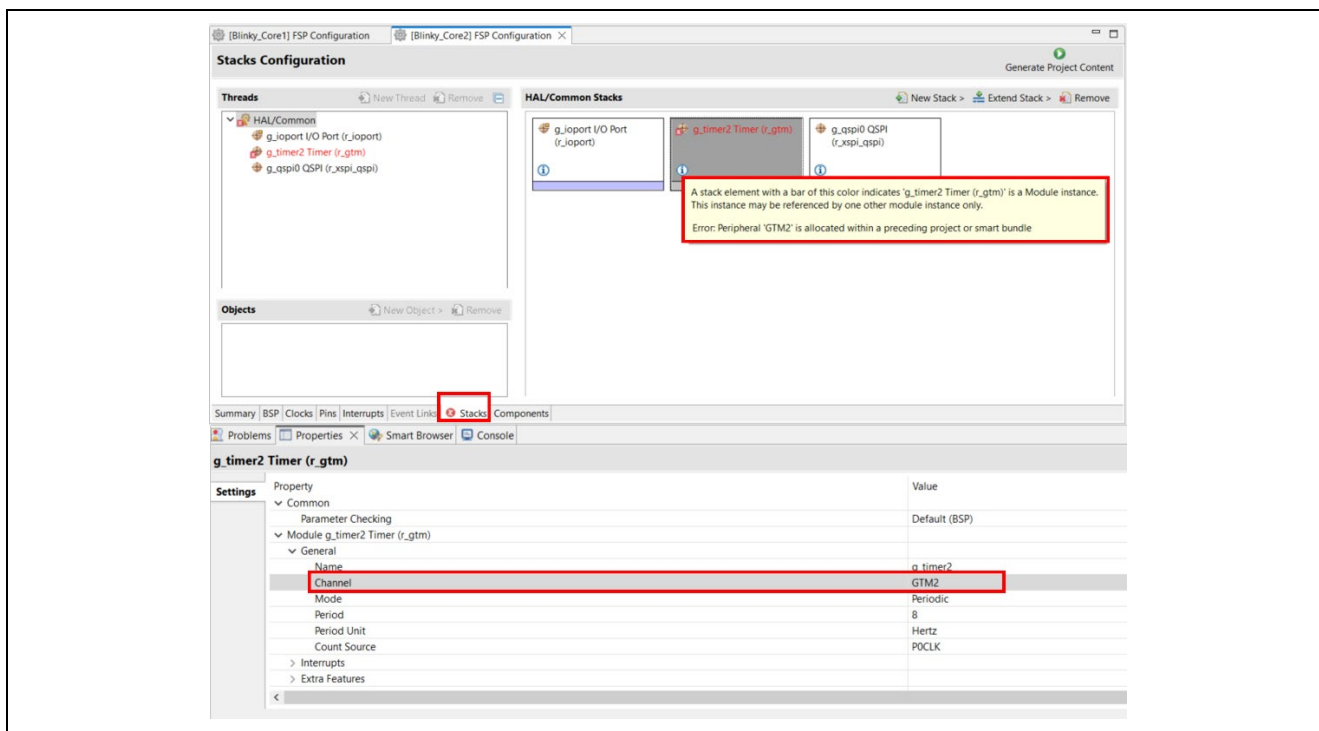 [Blinky_Core1] FSP Configuration
[Blinky_Core2] FSP Configuration
Stacks Configuration
Generate Project Content
Threads
New Thread
Remove
HAL/Common Stacks
New Stack >
Extend Stack >
Remove
HAL/Common
g_ioport I/O Port (r_ioport)
g_timer2 Timer (r_gtm)
g_qspi0 QSPI (r_xspi_qspi)
g_ioport I/O Port
(r_ioport)
g_timer2 Timer (r_gtm)
g_qspi0 QSPI
(r_xspi_qspi)
A stack element with a bar of this color indicates 'g_timer2 Timer (r_gtm)' is a Module instance.
This instance may be referenced by one other module instance only.
Error: Peripheral 'GTM2' is allocated within a preceding project or smart bundle
Objects
New Object >
Remove
Summary BSP Clocks Pins Interrupts Event Links Stacks Components
Problems Properties Smart Browser Console
g_timer2 Timer (r_gtm)
Settings
Property Value
Common
Parameter Checking Default (BSP)
Module g_timer2 Timer (r_gtm)
General
Name g_timer2
Channel GTM2
Mode Periodic
Period 8
Period Unit Hertz
Count Source P0CLK
> Interrupts
> Extra Features